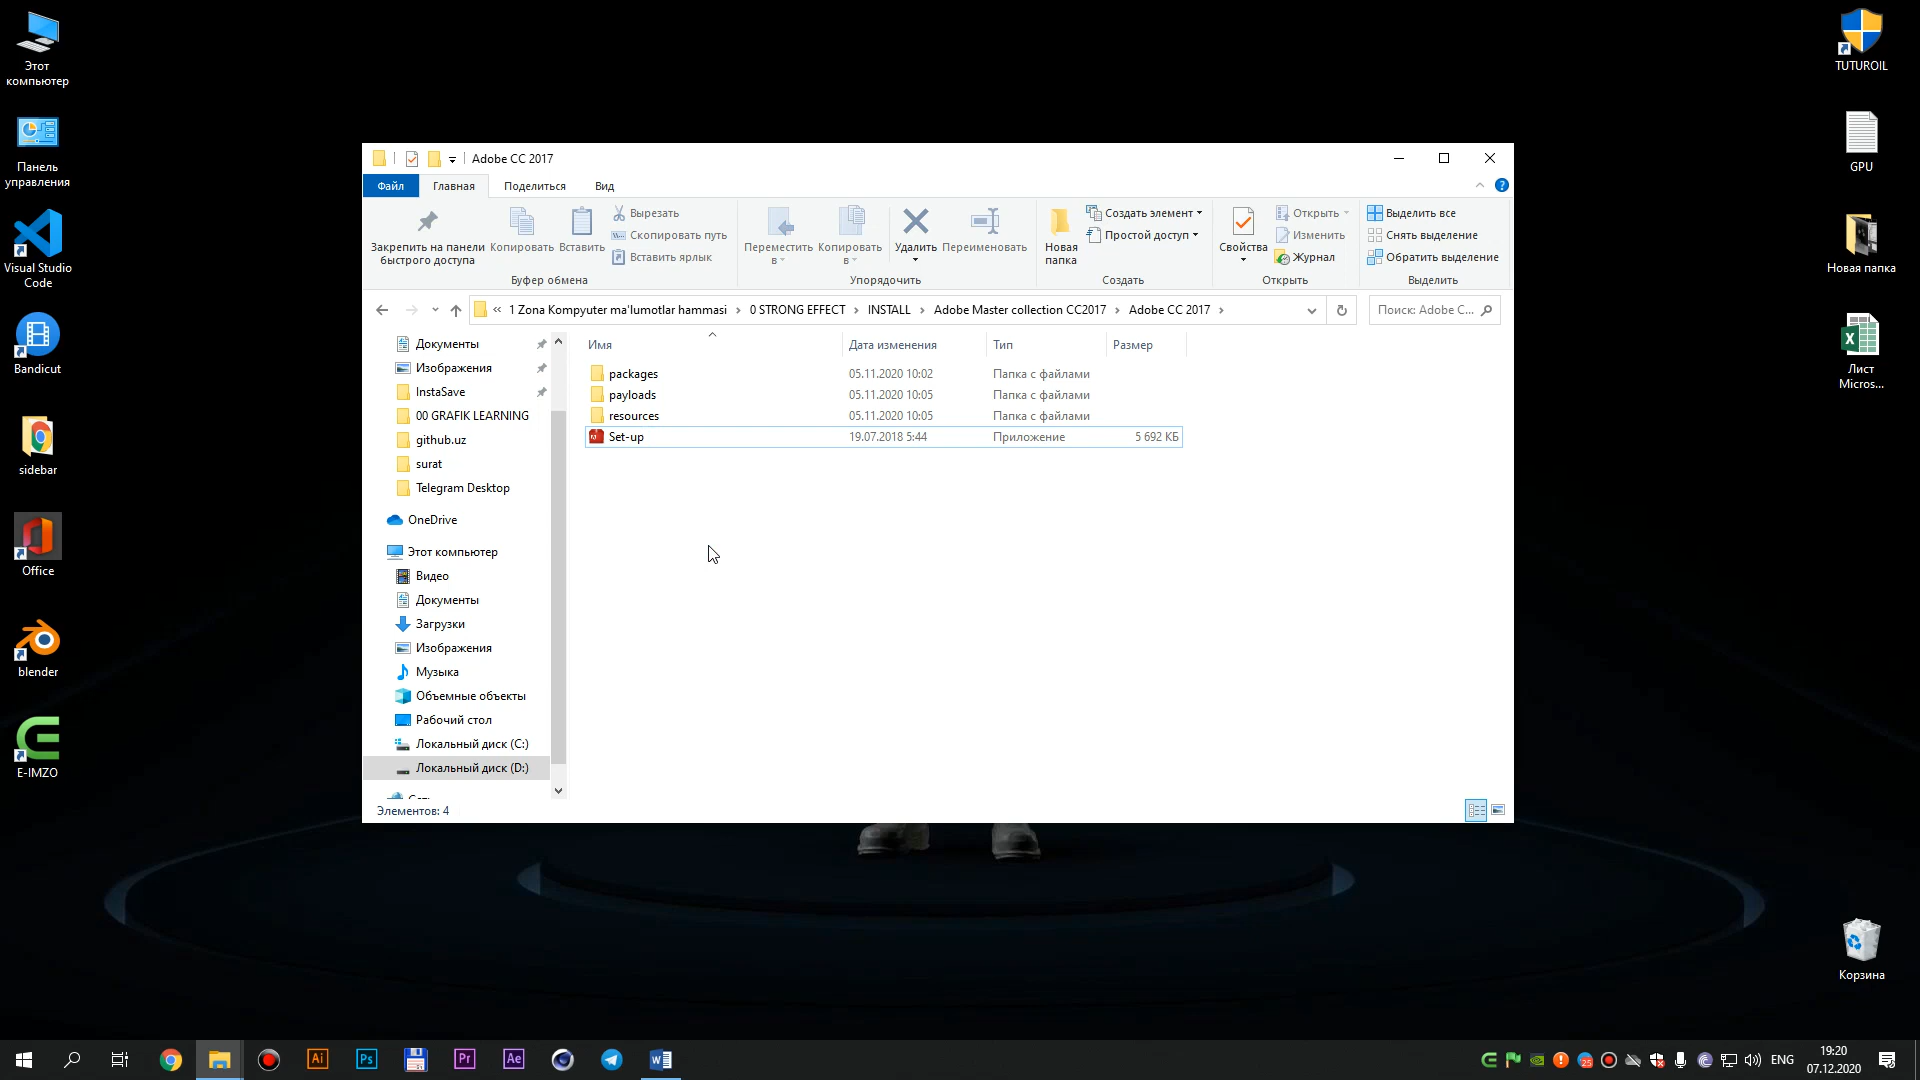 Этот
компьютер
Панель
управления
Visual Studio
Code
Bandicut
sidebar
Office
blender
E-IMZO
TUTUROIL
GPU
Новая папка
Лист
Micros...
Корзина
Adobe CC 2017
Файл
Главная
Поделиться
Вид
Закрепить на панели
быстрого доступа
Копировать
Вставить
Вырезать
Скопировать путь
Вставить ярлык
Буфер обмена
Переместить
в
Копировать
в
Удалить
Переименовать
Упорядочить
Новая
папка
Создать элемент
Простой доступ
Создать
Свойства
Открыть
Изменить
Журнал
Открыть
Выделить все
Снять выделение
Обратить выделение
Выделить
« 1 Zona Kompyuter ma'lumotlar hammasi › 0 STRONG EFFECT › INSTALL › Adobe Master collection CC2017 › Adobe CC 2017 ›
Поиск: Adobe C...
Документы
Изображения
InstaSave
00 GRAFIK LEARNING
github.uz
surat
Telegram Desktop
OneDrive
Этот компьютер
Видео
Документы
Загрузки
Изображения
Музыка
Объемные объекты
Рабочий стол
Локальный диск (C:)
Локальный диск (D:)
Имя Дата изменения Тип Размер
packages 05.11.2020 10:02 Папка с файлами
payloads 05.11.2020 10:05 Папка с файлами
resources 05.11.2020 10:05 Папка с файлами
Set-up 19.07.2018 5:44 Приложение 5 692 КБ
Элементов: 4
Ai
Ps
Pr
Ae
25
ENG
19:20
07.12.2020